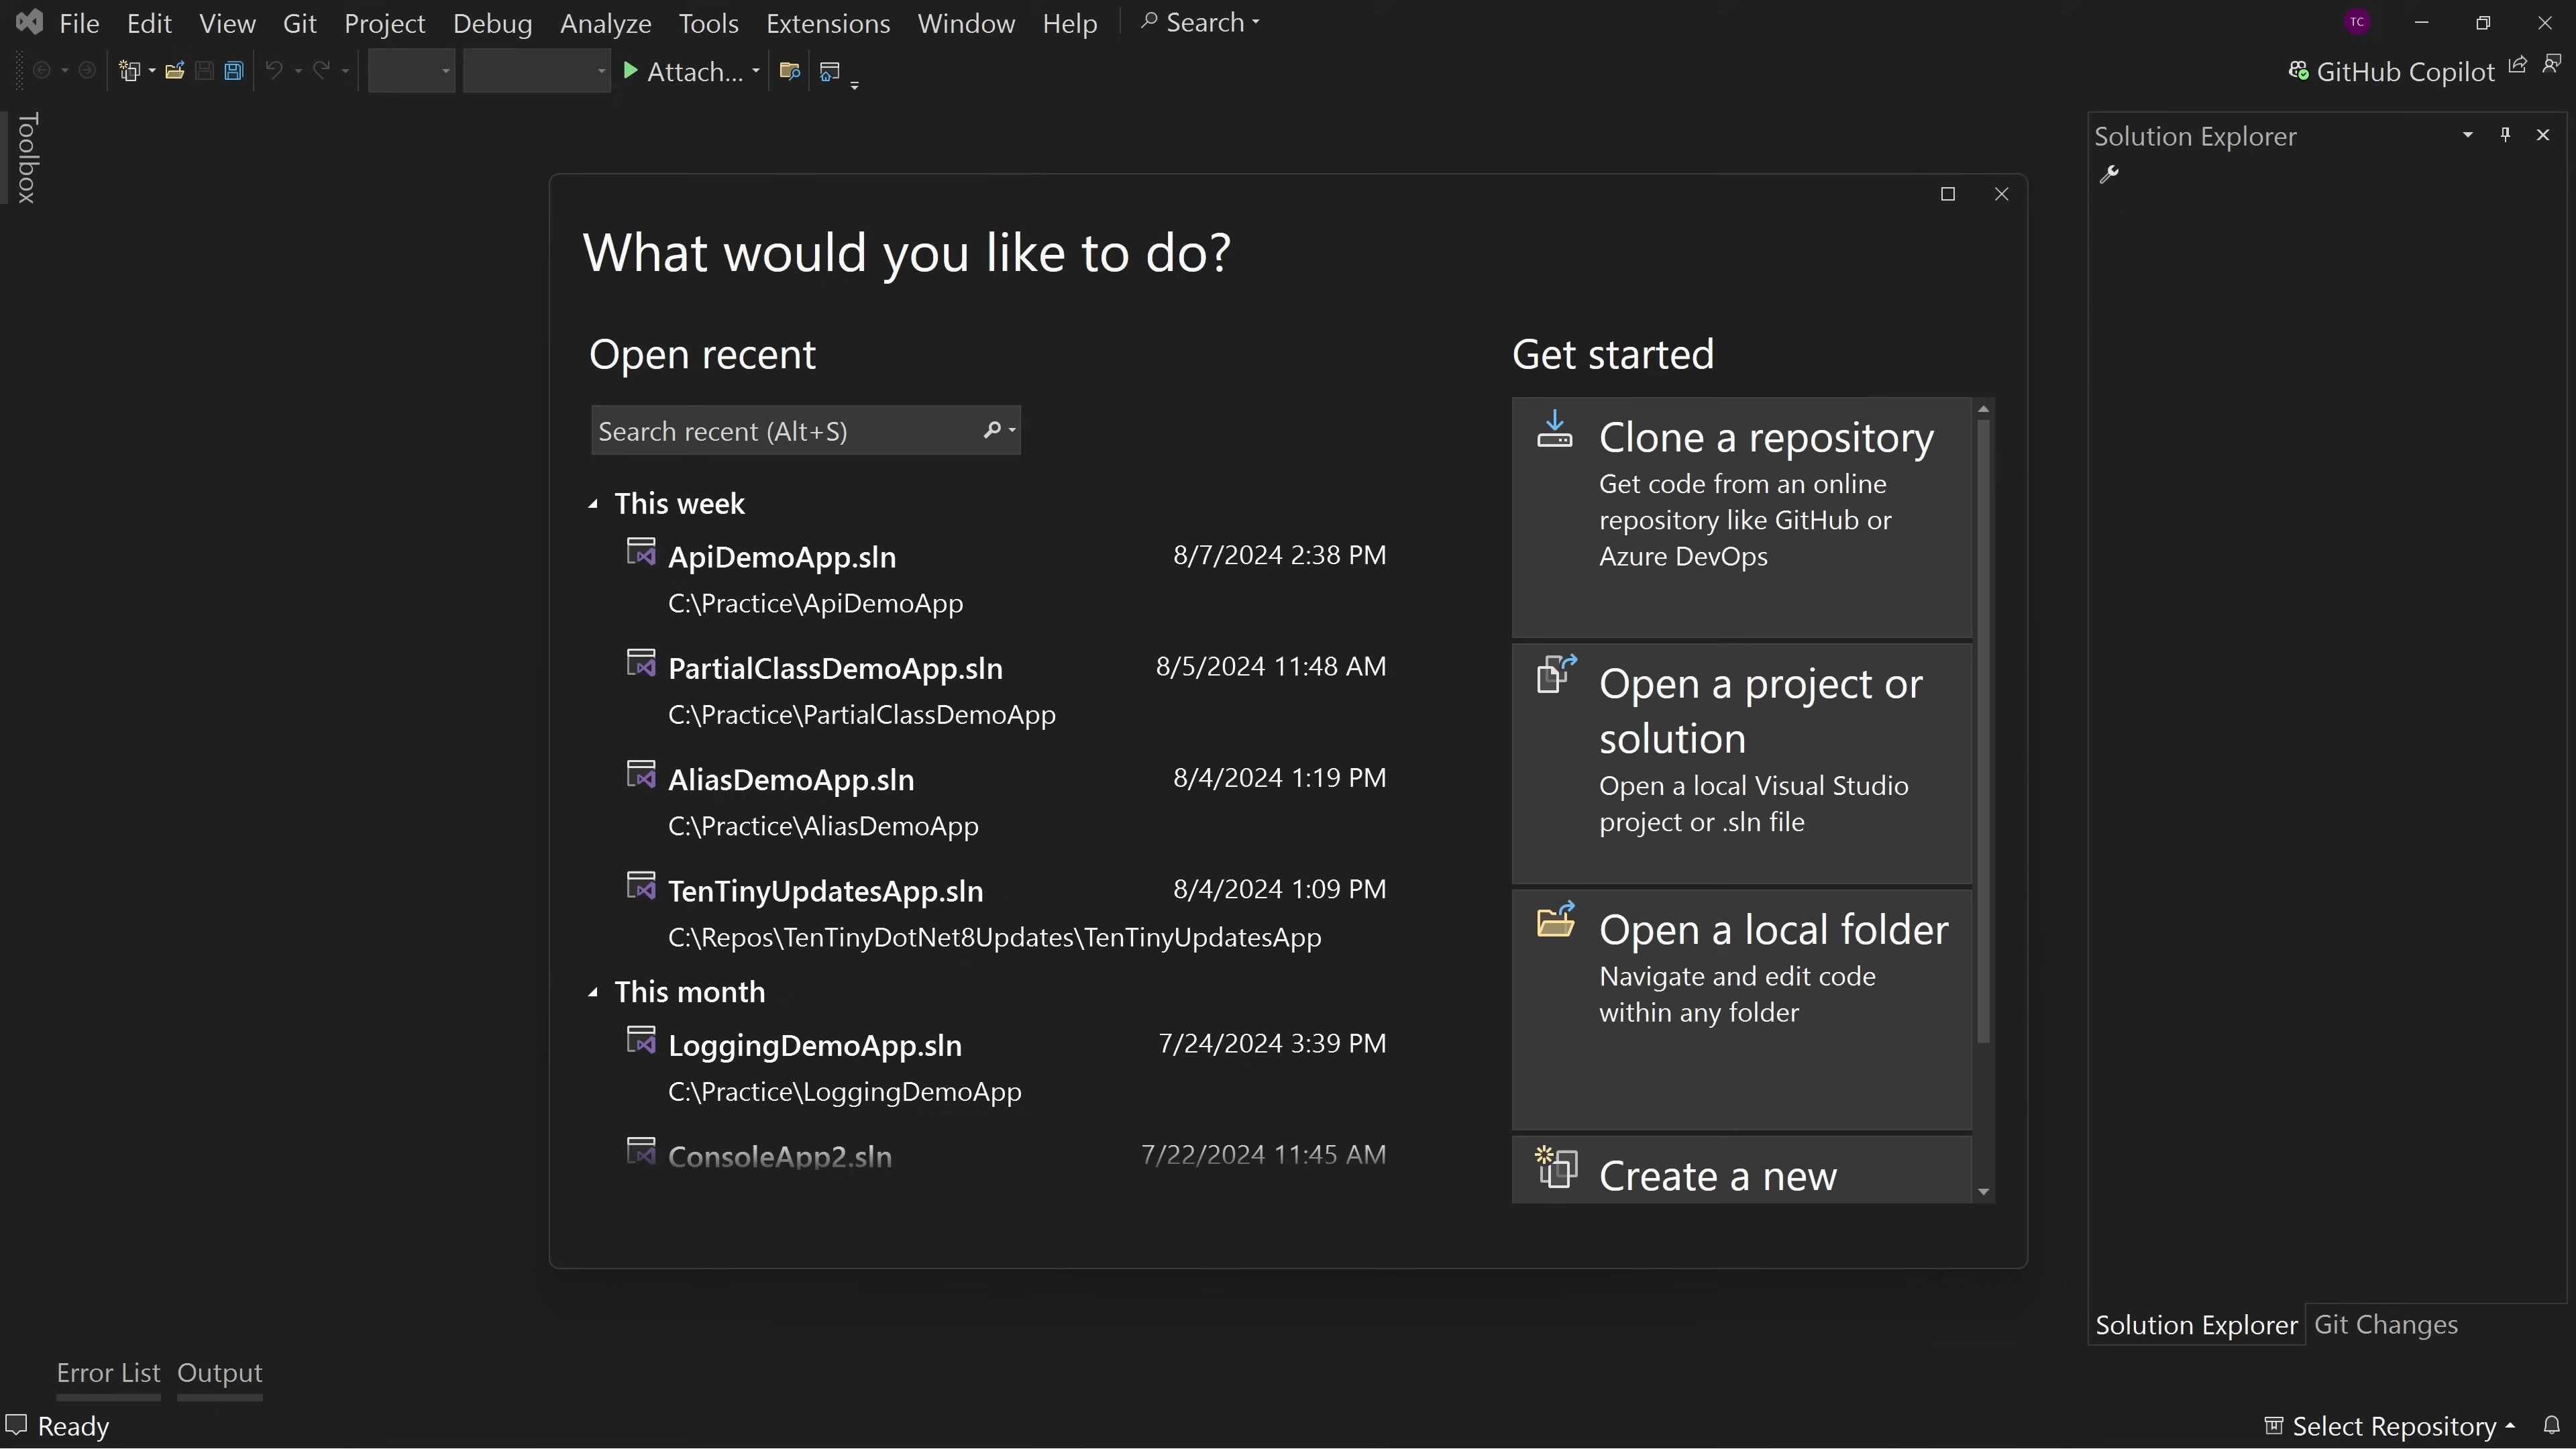 File Edit View Git Project Debug Analyze Tools Extensions Window Help Search TC
Attach... GitHub Copilot
Toolbox
Solution Explorer
What would you like to do?
Open recent
Search recent (Alt+S)
This week
ApiDemoApp.sln 8/7/2024 2:38 PM
C:\Practice\ApiDemoApp
PartialClassDemoApp.sln 8/5/2024 11:48 AM
C:\Practice\PartialClassDemoApp
AliasDemoApp.sln 8/4/2024 1:19 PM
C:\Practice\AliasDemoApp
TenTinyUpdatesApp.sln 8/4/2024 1:09 PM
C:\Repos\TenTinyDotNet8Updates\TenTinyUpdatesApp
This month
LoggingDemoApp.sln 7/24/2024 3:39 PM
C:\Practice\LoggingDemoApp
ConsoleApp2.sln 7/22/2024 11:45 AM
Get started
Clone a repository
Get code from an online
repository like GitHub or
Azure DevOps
Open a project or
solution
Open a local Visual Studio
project or .sln file
Open a local folder
Navigate and edit code
within any folder
Create a new
Solution Explorer Git Changes
Error List Output
Ready Select Repository